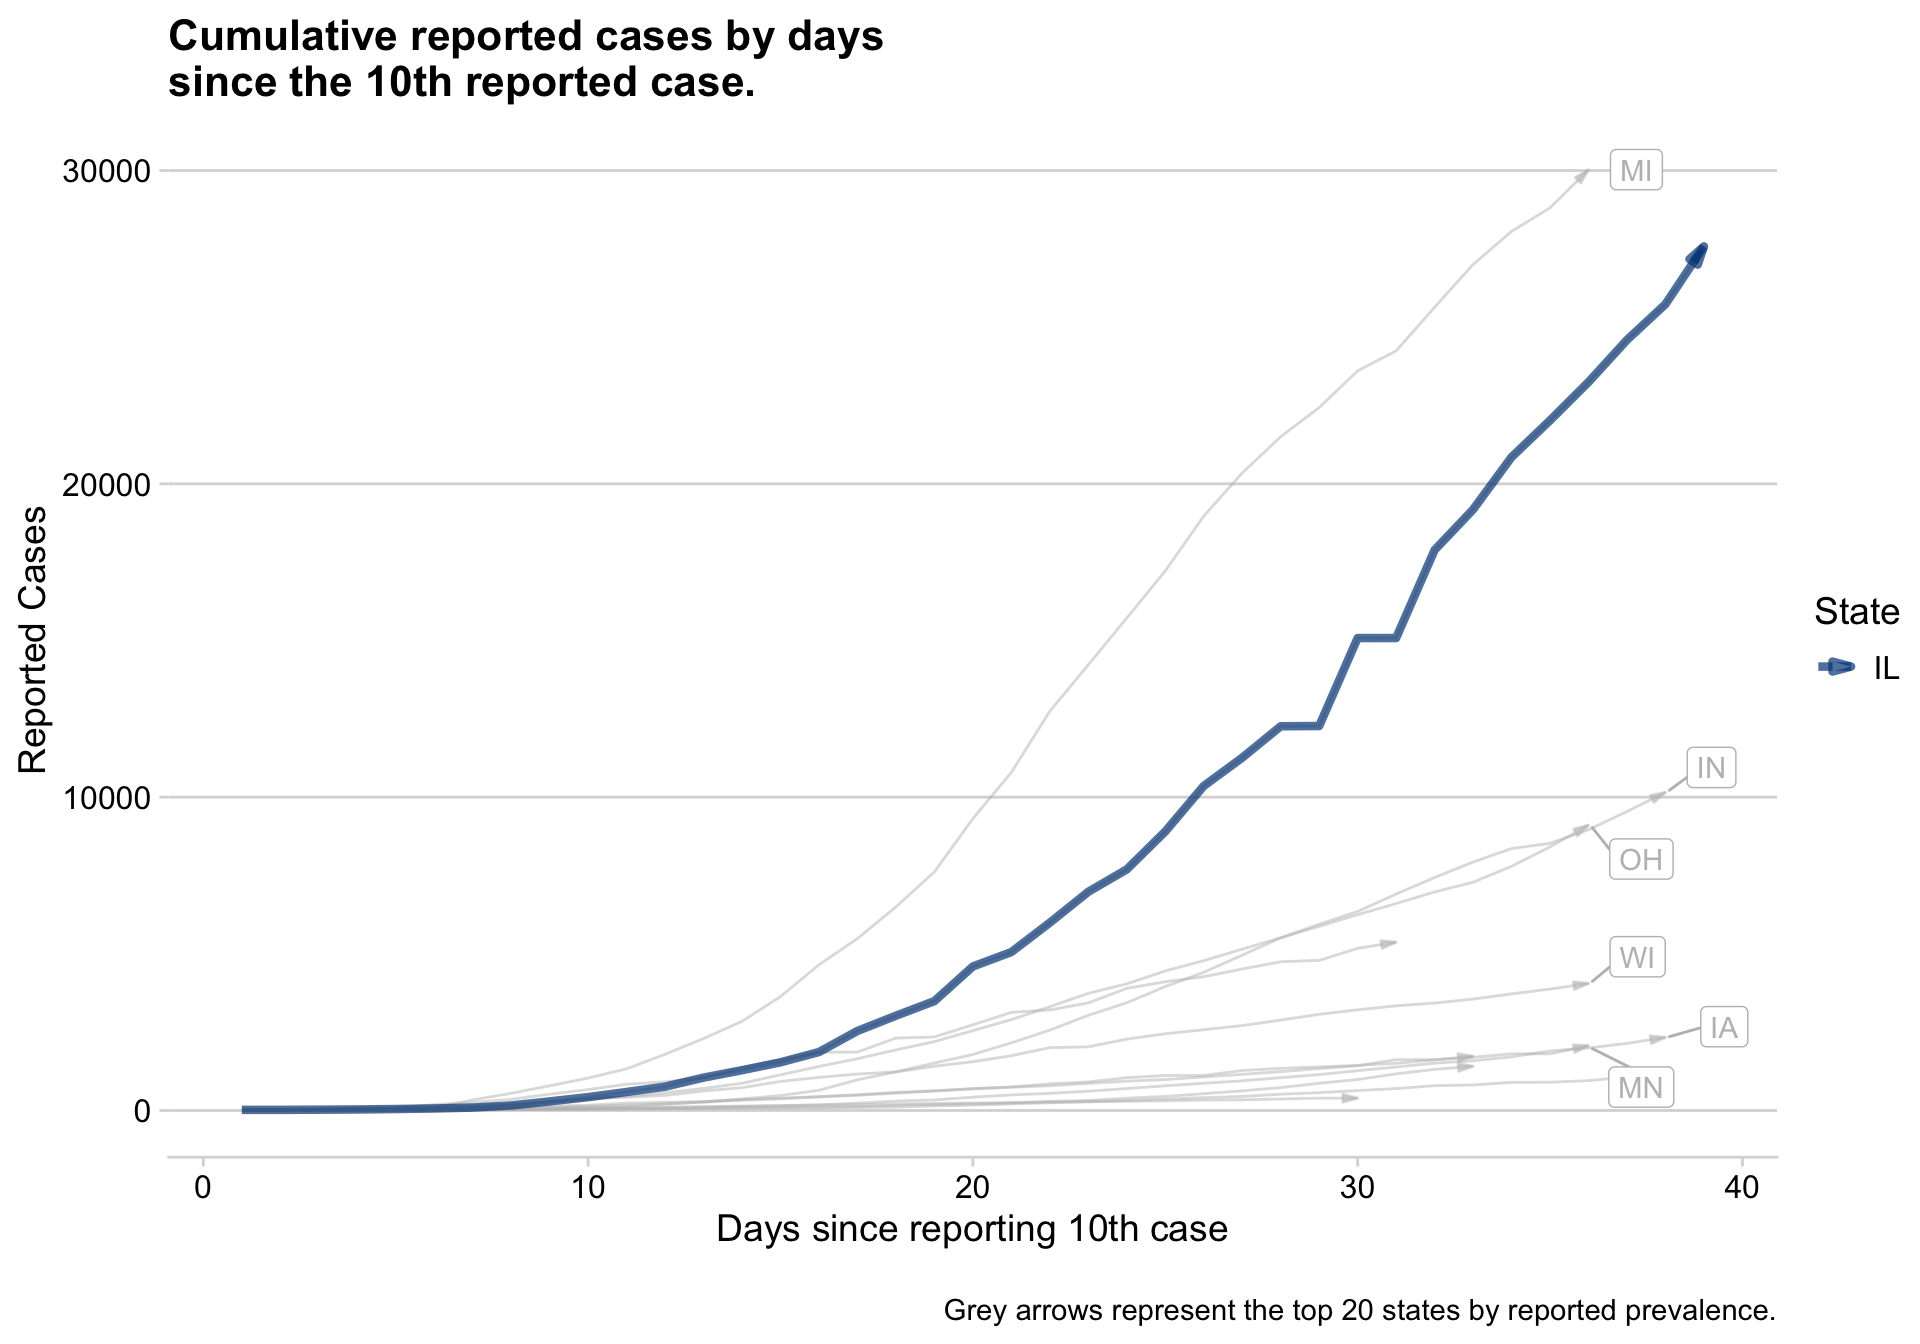 Cumulative reported cases by days
since the 10th reported case.
30000
20000
10000
0
Reported Cases
MI
IN
OH
WI
IA
MN
State
IL
0 10 20 30 40
Days since reporting 10th case
Grey arrows represent the top 20 states by reported prevalence.